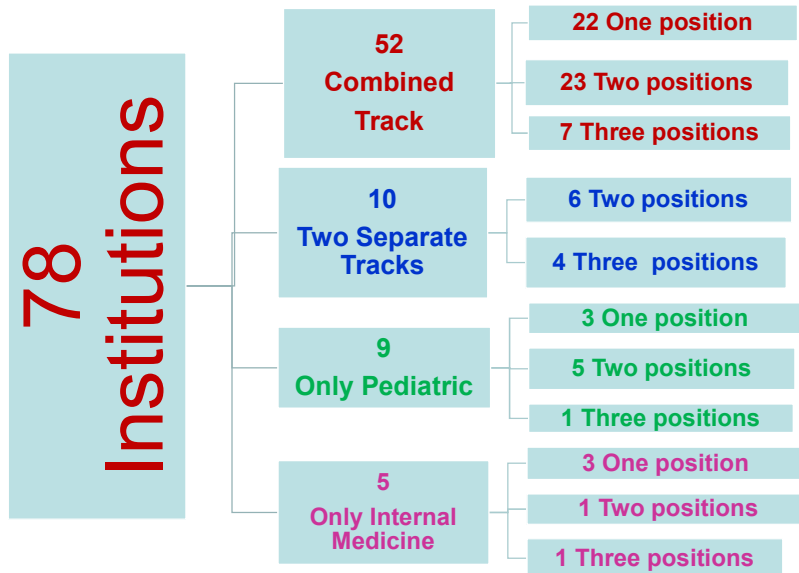 78
Institutions
52
Combined
Track
22 One position
23 Two positions
7 Three positions
10
Two Separate
Tracks
6 Two positions
4 Three positions
9
Only Pediatric
3 One position
5 Two positions
1 Three positions
5
Only Internal
Medicine
3 One position
1 Two positions
1 Three positions